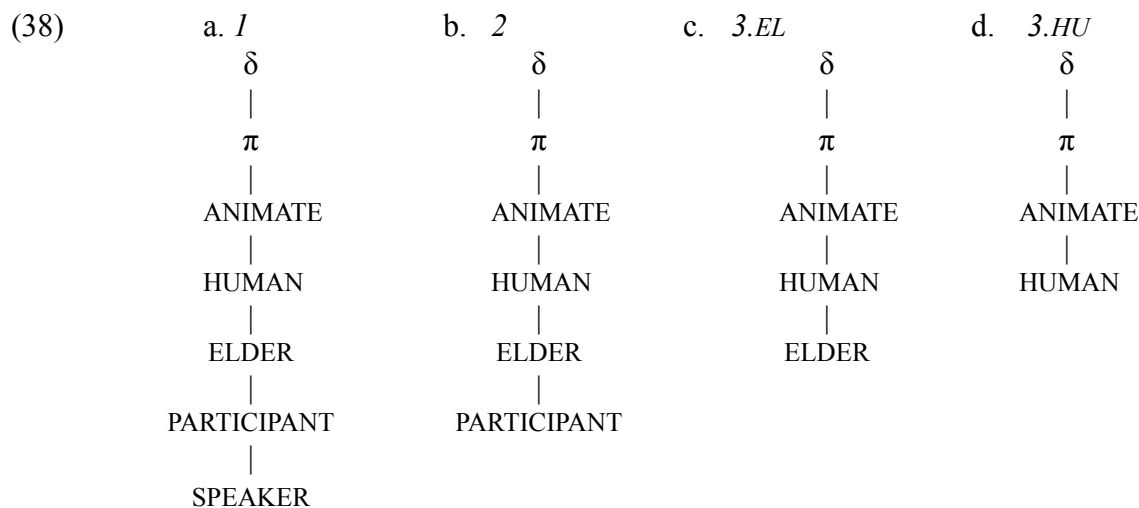 (38) a. 1 b. 2 c. 3.EL d. 3.HU
δ δ δ δ
| | | |
π π π π
| | | |
ANIMATE ANIMATE ANIMATE ANIMATE
| | | |
HUMAN HUMAN HUMAN HUMAN
| | |
ELDER ELDER ELDER
| |
PARTICIPANT PARTICIPANT
|
SPEAKER